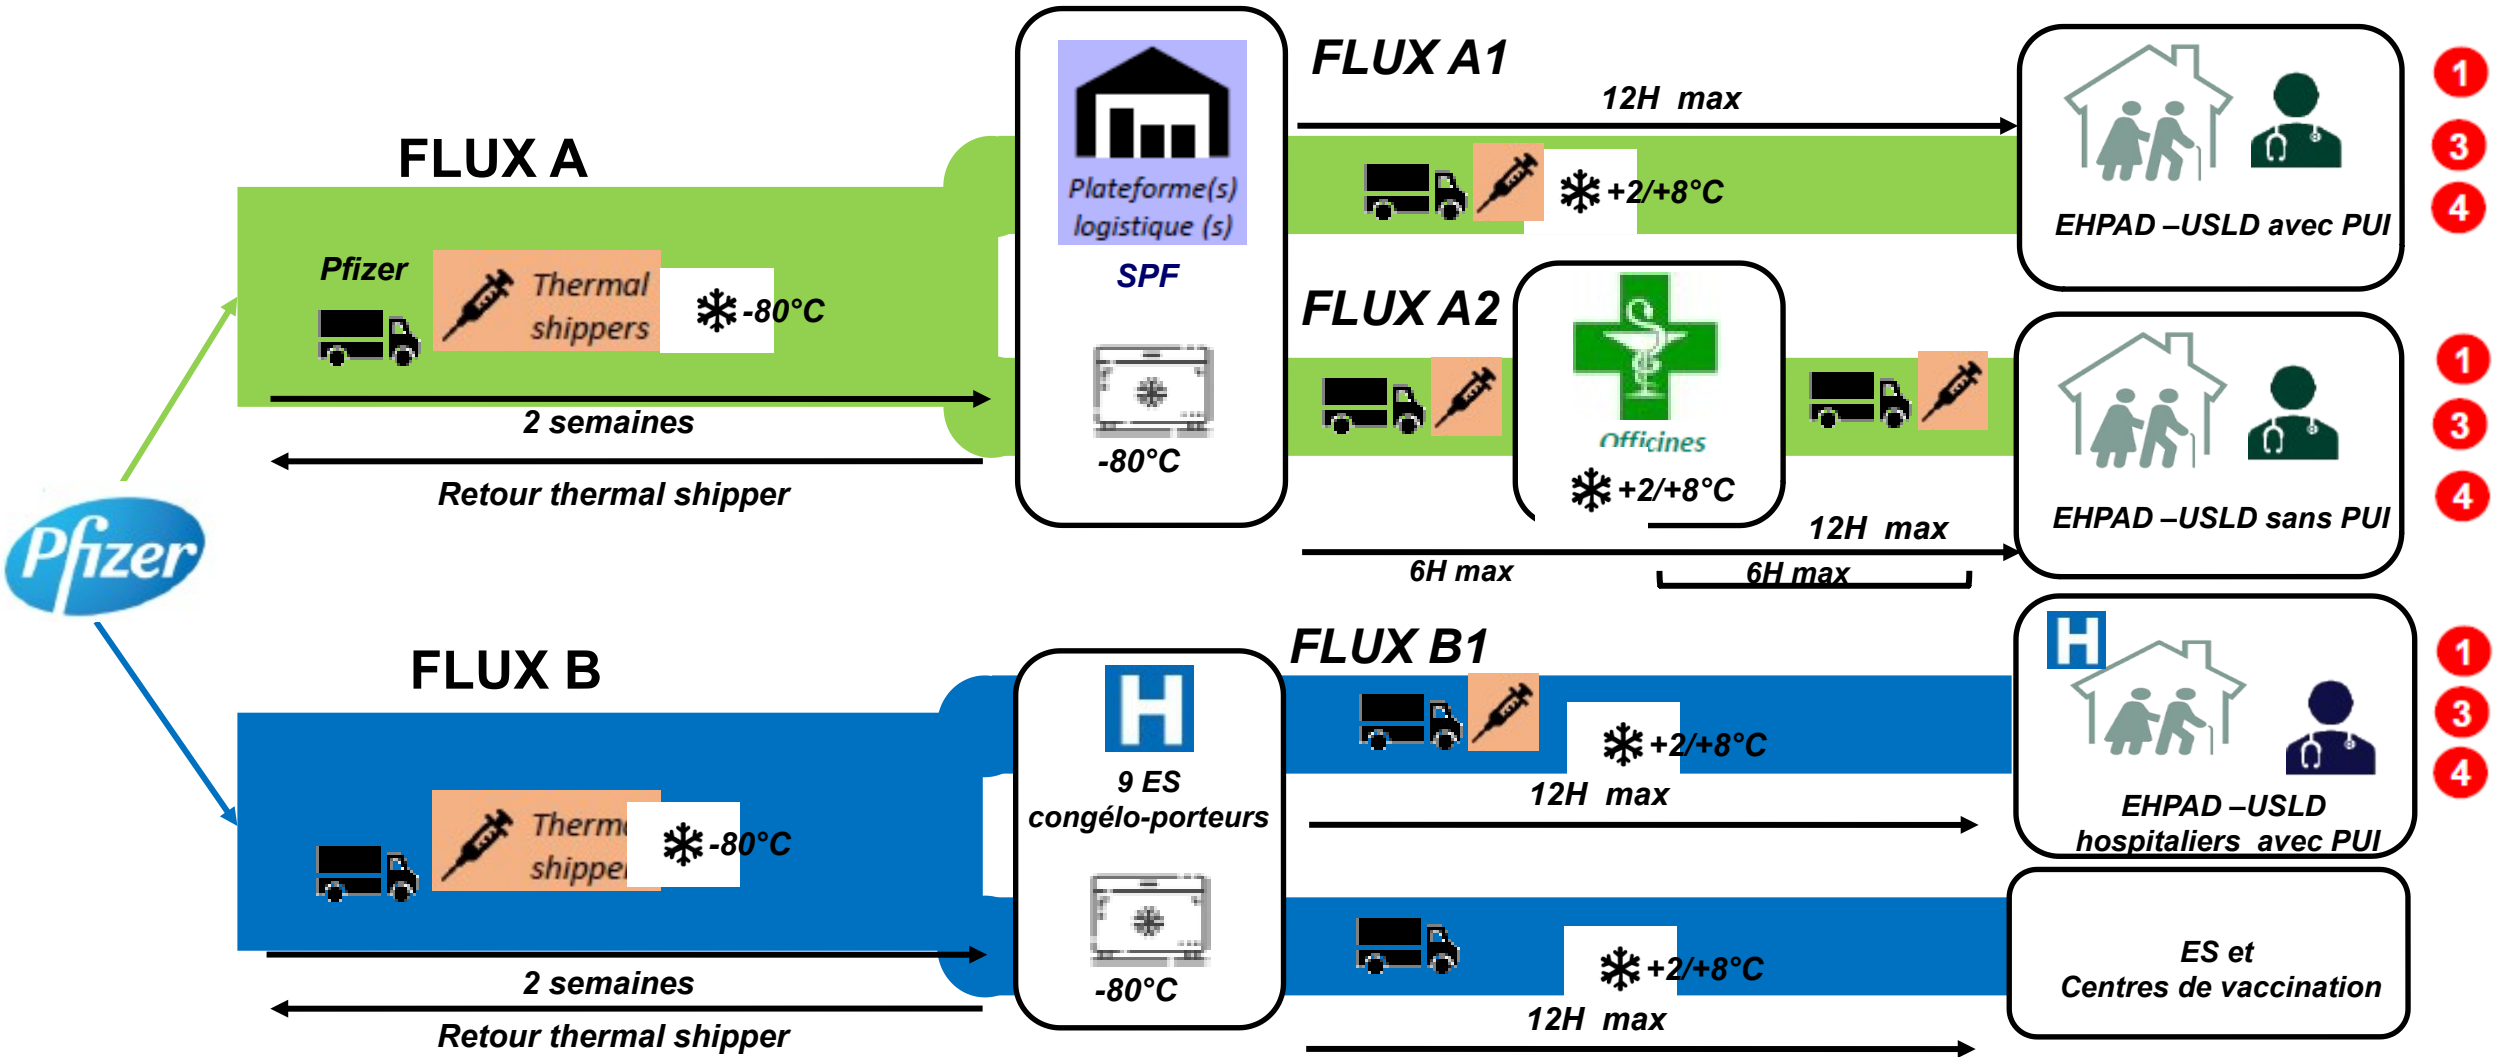 FLUX A
Pfizer
Thermal
shippers
-80°C
2 semaines
Retour thermal shipper
Pfizer
Plateforme(s)
logistique (s)
SPF
-80°C
FLUX A1
12H max
+2/+8°C
EHPAD –USLD avec PUI
1
3
4
FLUX A2
Officines
+2/+8°C
12H max
6H max
6H max
EHPAD –USLD sans PUI
1
3
4
FLUX B
shipper
-80°C
2 semaines
Retour thermal shipper
H
9 ES
congélo-porteurs
-80°C
FLUX B1
+2/+8°C
12H max
H
EHPAD –USLD
hospitaliers avec PUI
1
3
4
+2/+8°C
12H max
ES et
Centres de vaccination